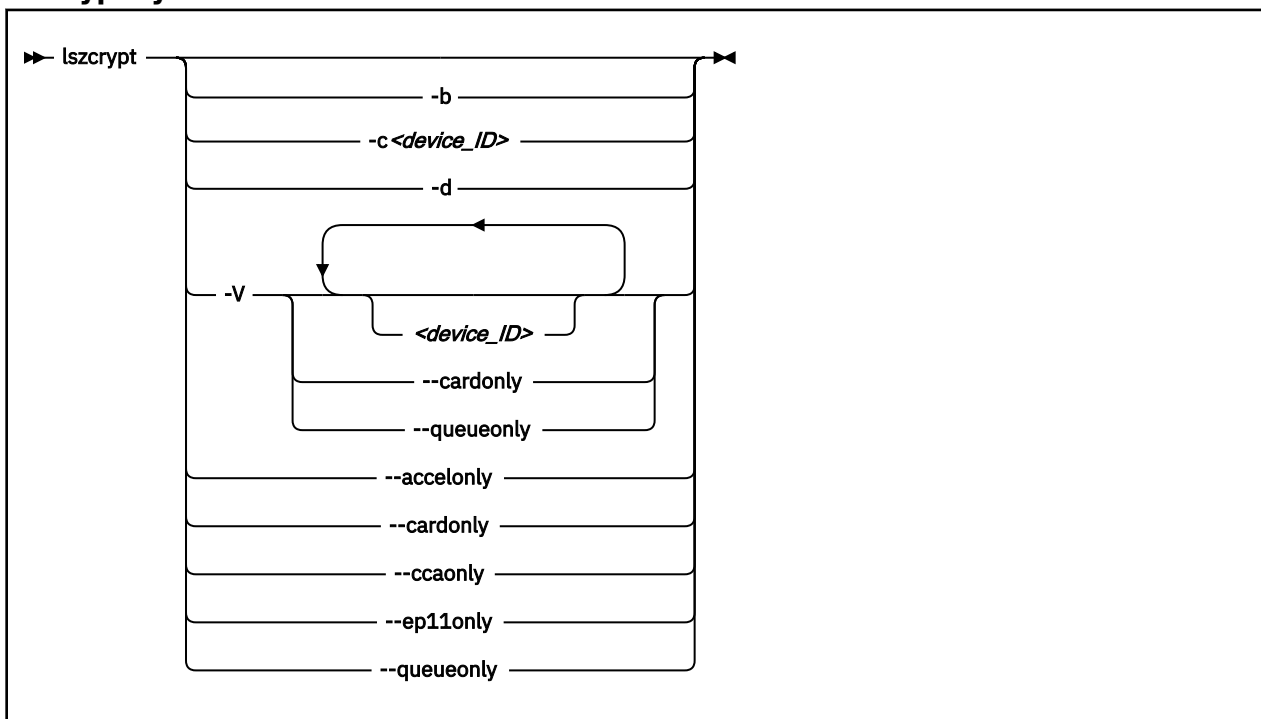 lszcrypt
-b
-c <device_ID>
-d
-V
<device_ID>
--cardonly
--queueonly
--accelonly
--cardonly
--ccaonly
--ep11only
--queueonly